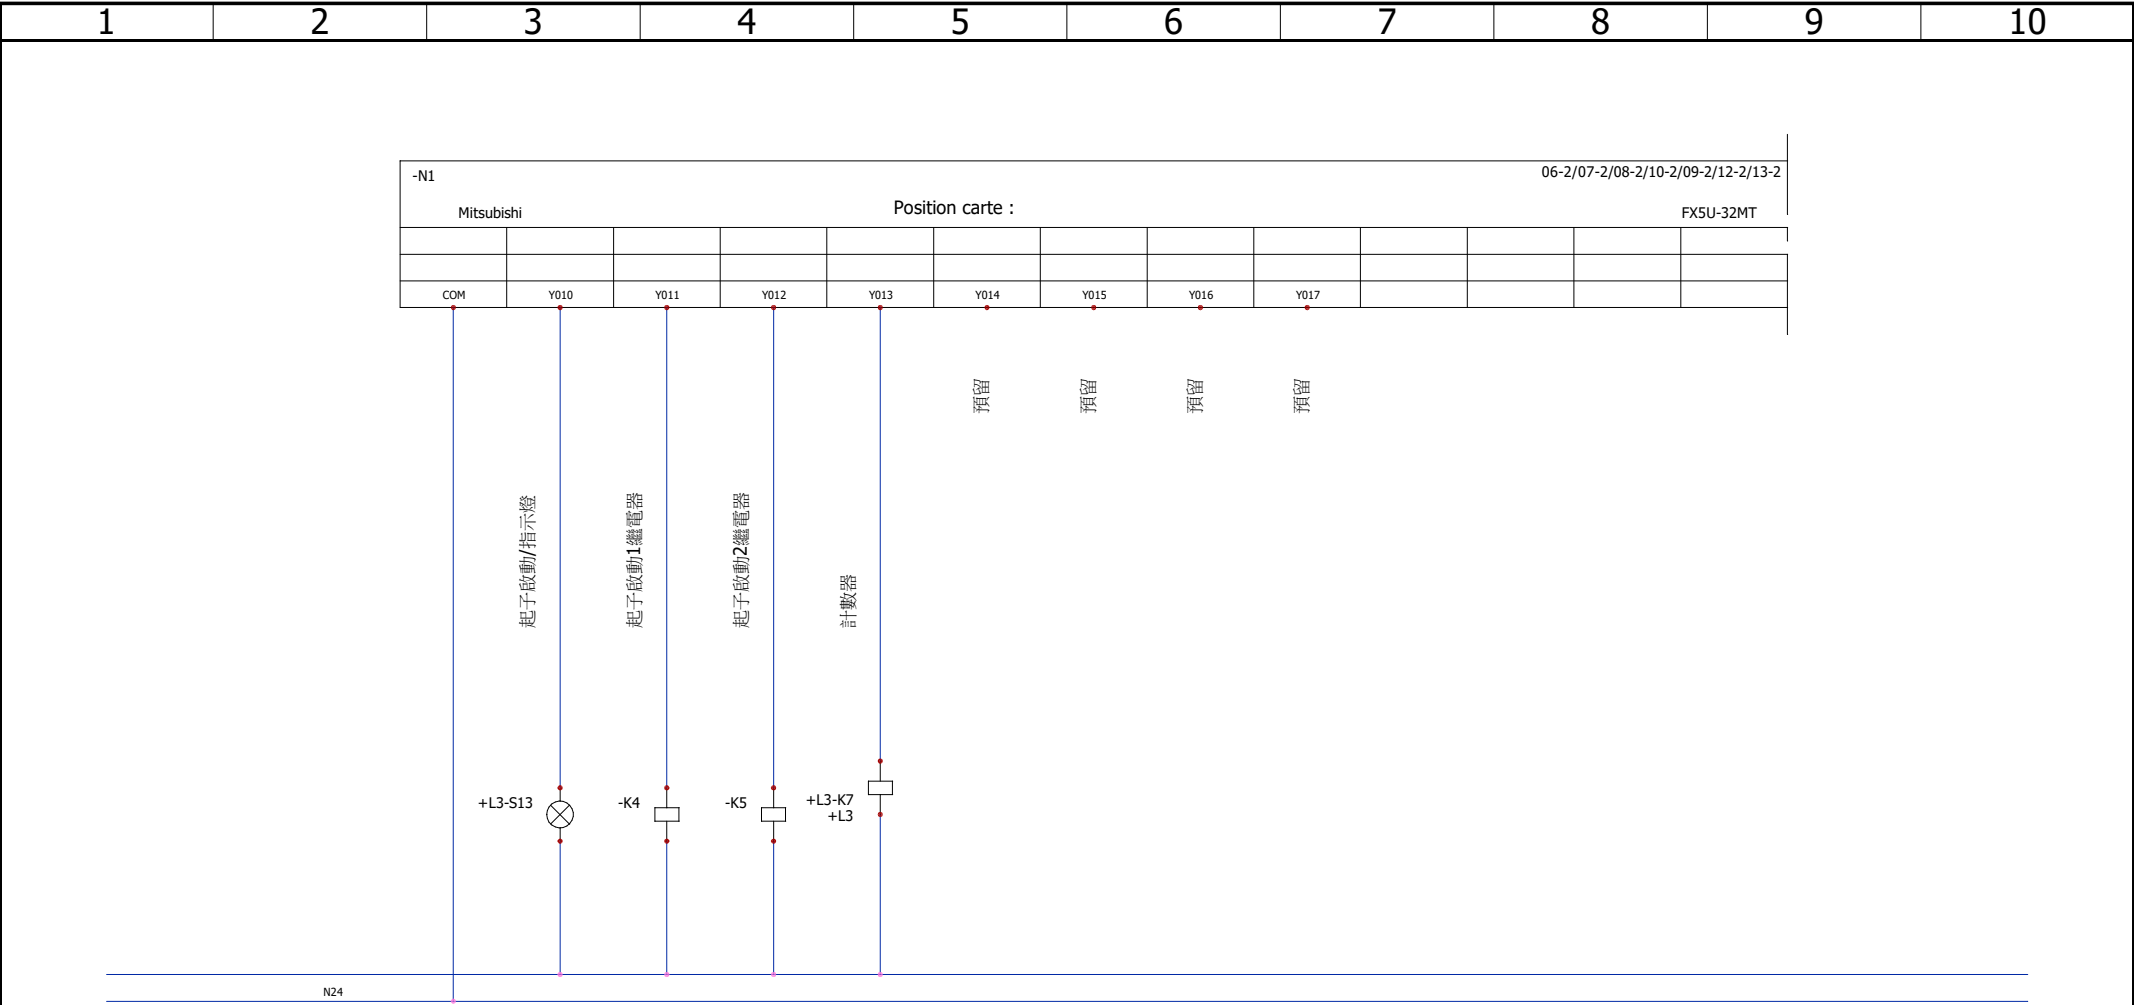 1 2 3 4 5 6 7 8 9 10
-N1 06-2/07-2/08-2/10-2/09-2/12-2/13-2
Mitsubishi Position carte : FX5U-32MT
COM Y010 Y011 Y012 Y013 Y014 Y015 Y016 Y017
預留 預留 預留 預留
起子啟動/指示燈
起子啟動1繼電器
起子啟動2繼電器
計數器
+L3-S13 -K4 -K5 +L3-K7
+L3
N24